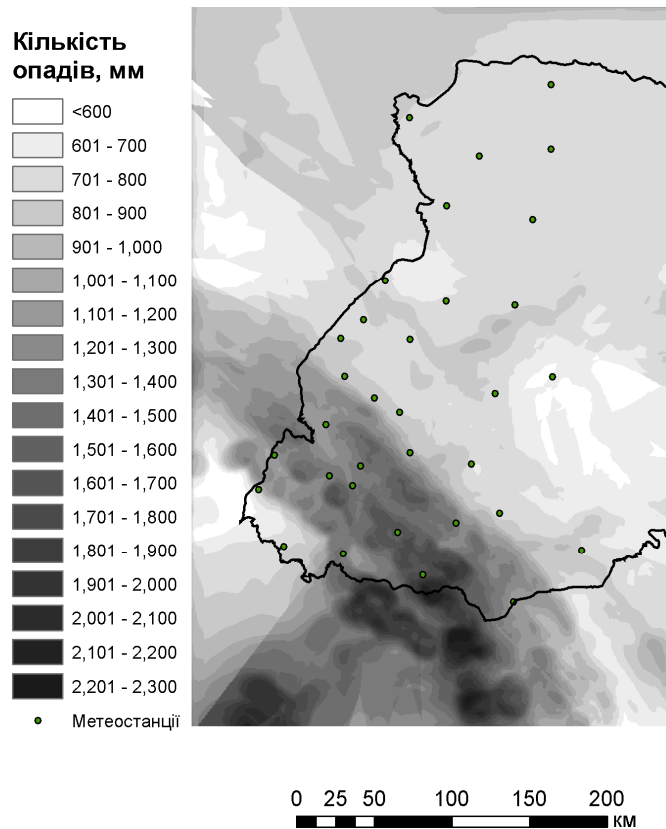 Кількість
опадів, мм
<600
601 - 700
701 - 800
801 - 900
901 - 1,000
1,001 - 1,100
1,101 - 1,200
1,201 - 1,300
1,301 - 1,400
1,401 - 1,500
1,501 - 1,600
1,601 - 1,700
1,701 - 1,800
1,801 - 1,900
1,901 - 2,000
2,001 - 2,100
2,101 - 2,200
2,201 - 2,300
Метеостанції
0 25 50 100 150 200
км